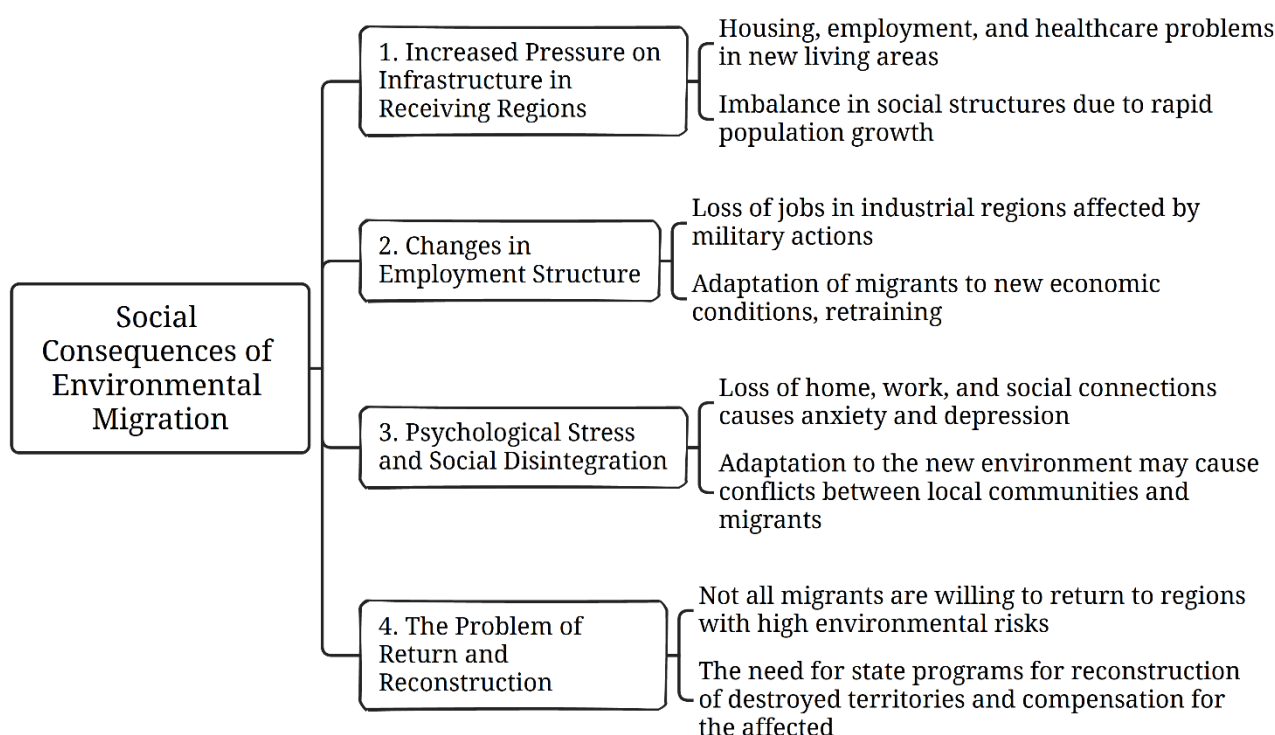 Social
Consequences of
Environmental
Migration
1. Increased Pressure on
Infrastructure in
Receiving Regions
Housing, employment, and healthcare problems
in new living areas
Imbalance in social structures due to rapid
population growth
2. Changes in
Employment Structure
Loss of jobs in industrial regions affected by
military actions
Adaptation of migrants to new economic
conditions, retraining
3. Psychological Stress
and Social Disintegration
Loss of home, work, and social connections
causes anxiety and depression
Adaptation to the new environment may cause
conflicts between local communities and
migrants
4. The Problem of
Return and
Reconstruction
Not all migrants are willing to return to regions
with high environmental risks
The need for state programs for reconstruction
of destroyed territories and compensation for
the affected